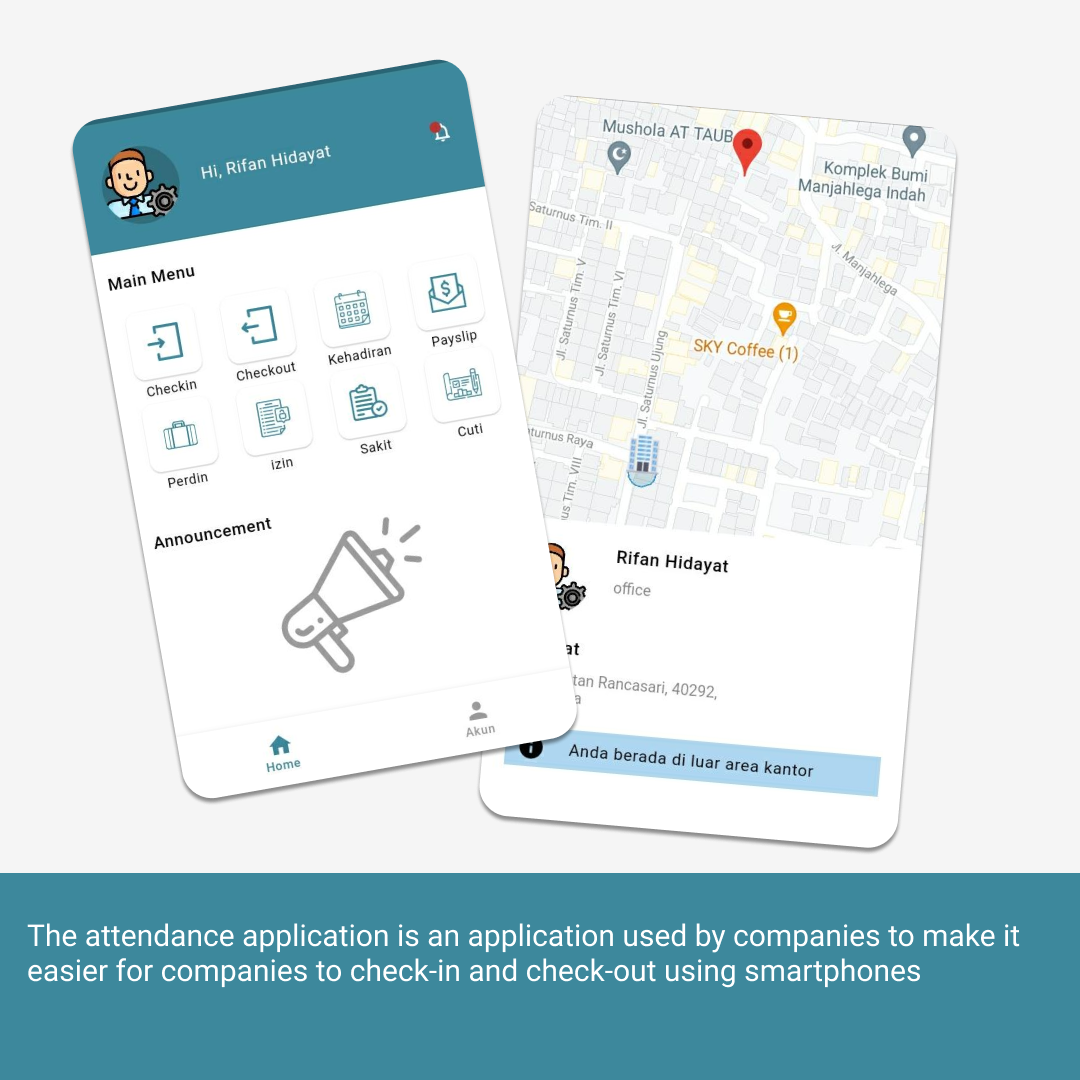 Hi, Rifan Hidayat
Main Menu
Checkin
Checkout
Kehadiran
Payslip
Perdin
izin
Sakit
Cuti
Announcement
Home
Akun
Mushola AT TAUB
Komplek Bumi
Manjahlega Indah
Saturnus Tim. II
Jl. Manjahlega
Jl. Saturnus Tim. V
Jl. Saturnus Tim. VI
SKY Coffee (1)
Jl. Saturnus Ujung
turnus Raya
us Tim. VIII
Rifan Hidayat
office
at
tan Rancasari, 40292,
a
Anda berada di luar area kantor
The attendance application is an application used by companies to make it
easier for companies to check-in and check-out using smartphones